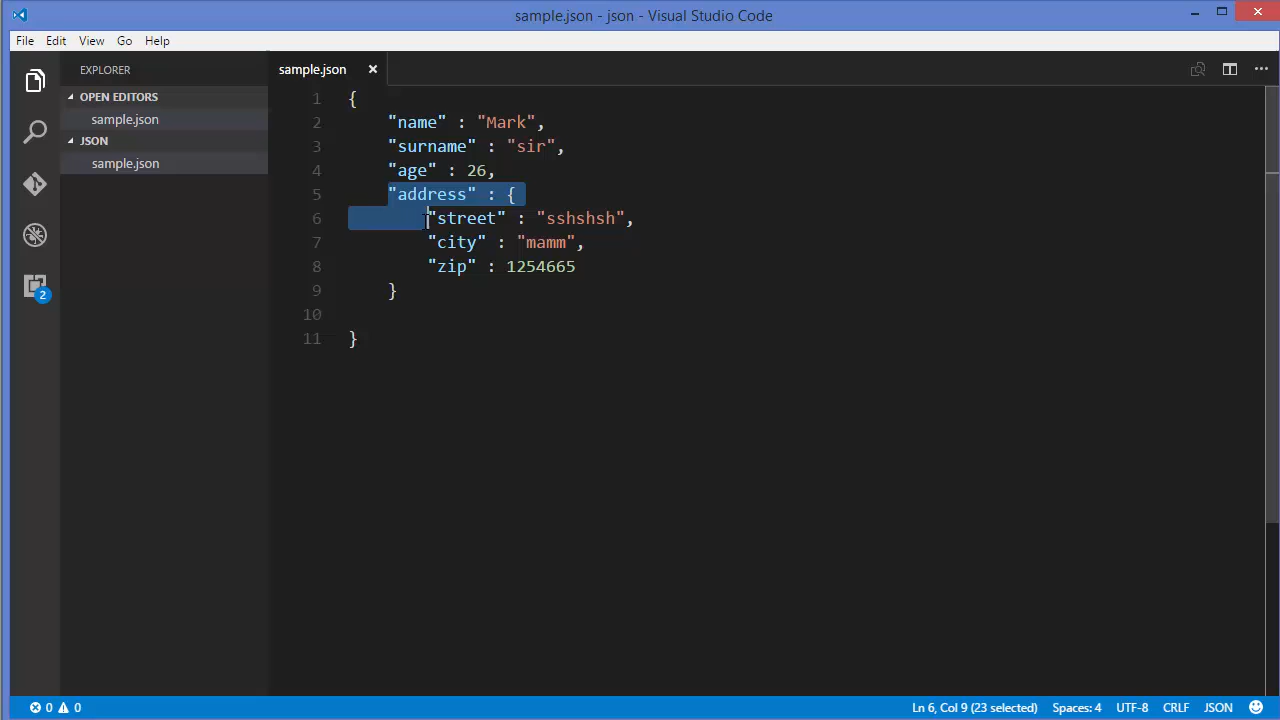 sample.json - json - Visual Studio Code
File Edit View Go Help
EXPLORER
OPEN EDITORS
sample.json
JSON
sample.json
2
sample.json
1 {
2 "name" : "Mark",
3 "surname" : "sir",
4 "age" : 26,
5 "address" : {
6 "street" : "sshshsh",
7 "city" : "mamm",
8 "zip" : 1254665
9 }
10
11 }
0 0 Ln 6, Col 9 (23 selected) Spaces: 4 UTF-8 CRLF JSON